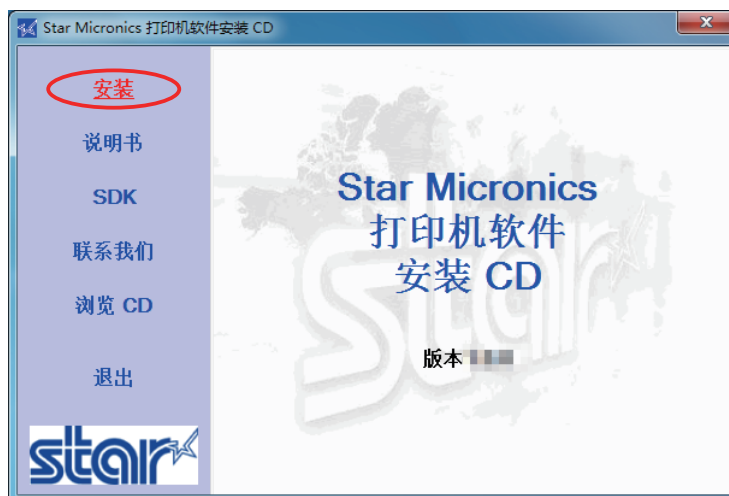 Star Micronics 打印机软件安装 CD
安装
说明书
SDK
联系我们
浏览 CD
退出
star
Star Micronics
打印机软件
安装 CD
版本